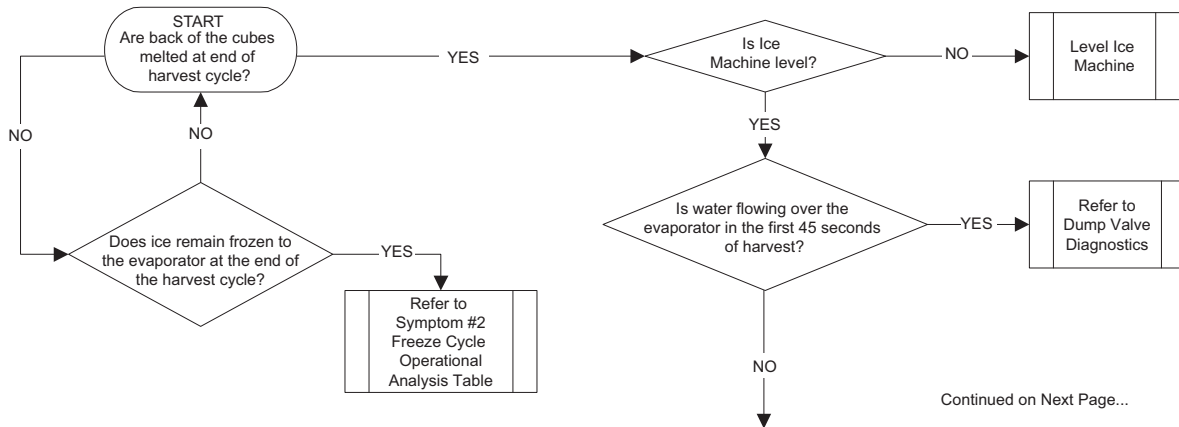 START
Are back of the cubes
melted at end of
harvest cycle?
YES
Is Ice
Machine level?
NO
Level Ice
Machine
NO
NO
YES
Does ice remain frozen to
the evaporator at the end of
the harvest cycle?
YES
Refer to
Symptom #2
Freeze Cycle
Operational
Analysis Table
Is water flowing over the
evaporator in the first 45 seconds
of harvest?
YES
Refer to
Dump Valve
Diagnostics
NO
Continued on Next Page...